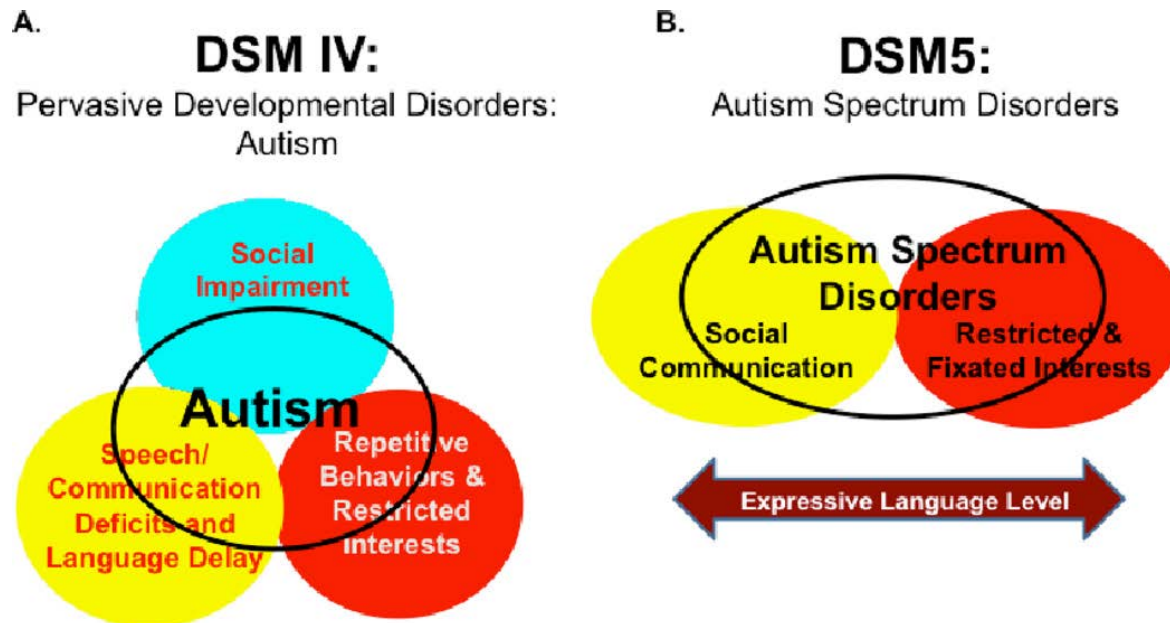 A.
DSM IV:
Pervasive Developmental Disorders:
Autism
Social
Impairment
Autism
Speech/
Communication
Deficits and
Language Delay
Repetitive
Behaviors &
Restricted
Interests
B.
DSM5:
Autism Spectrum Disorders
Autism Spectrum
Disorders
Social
Communication
Restricted &
Fixated Interests
Expressive Language Level